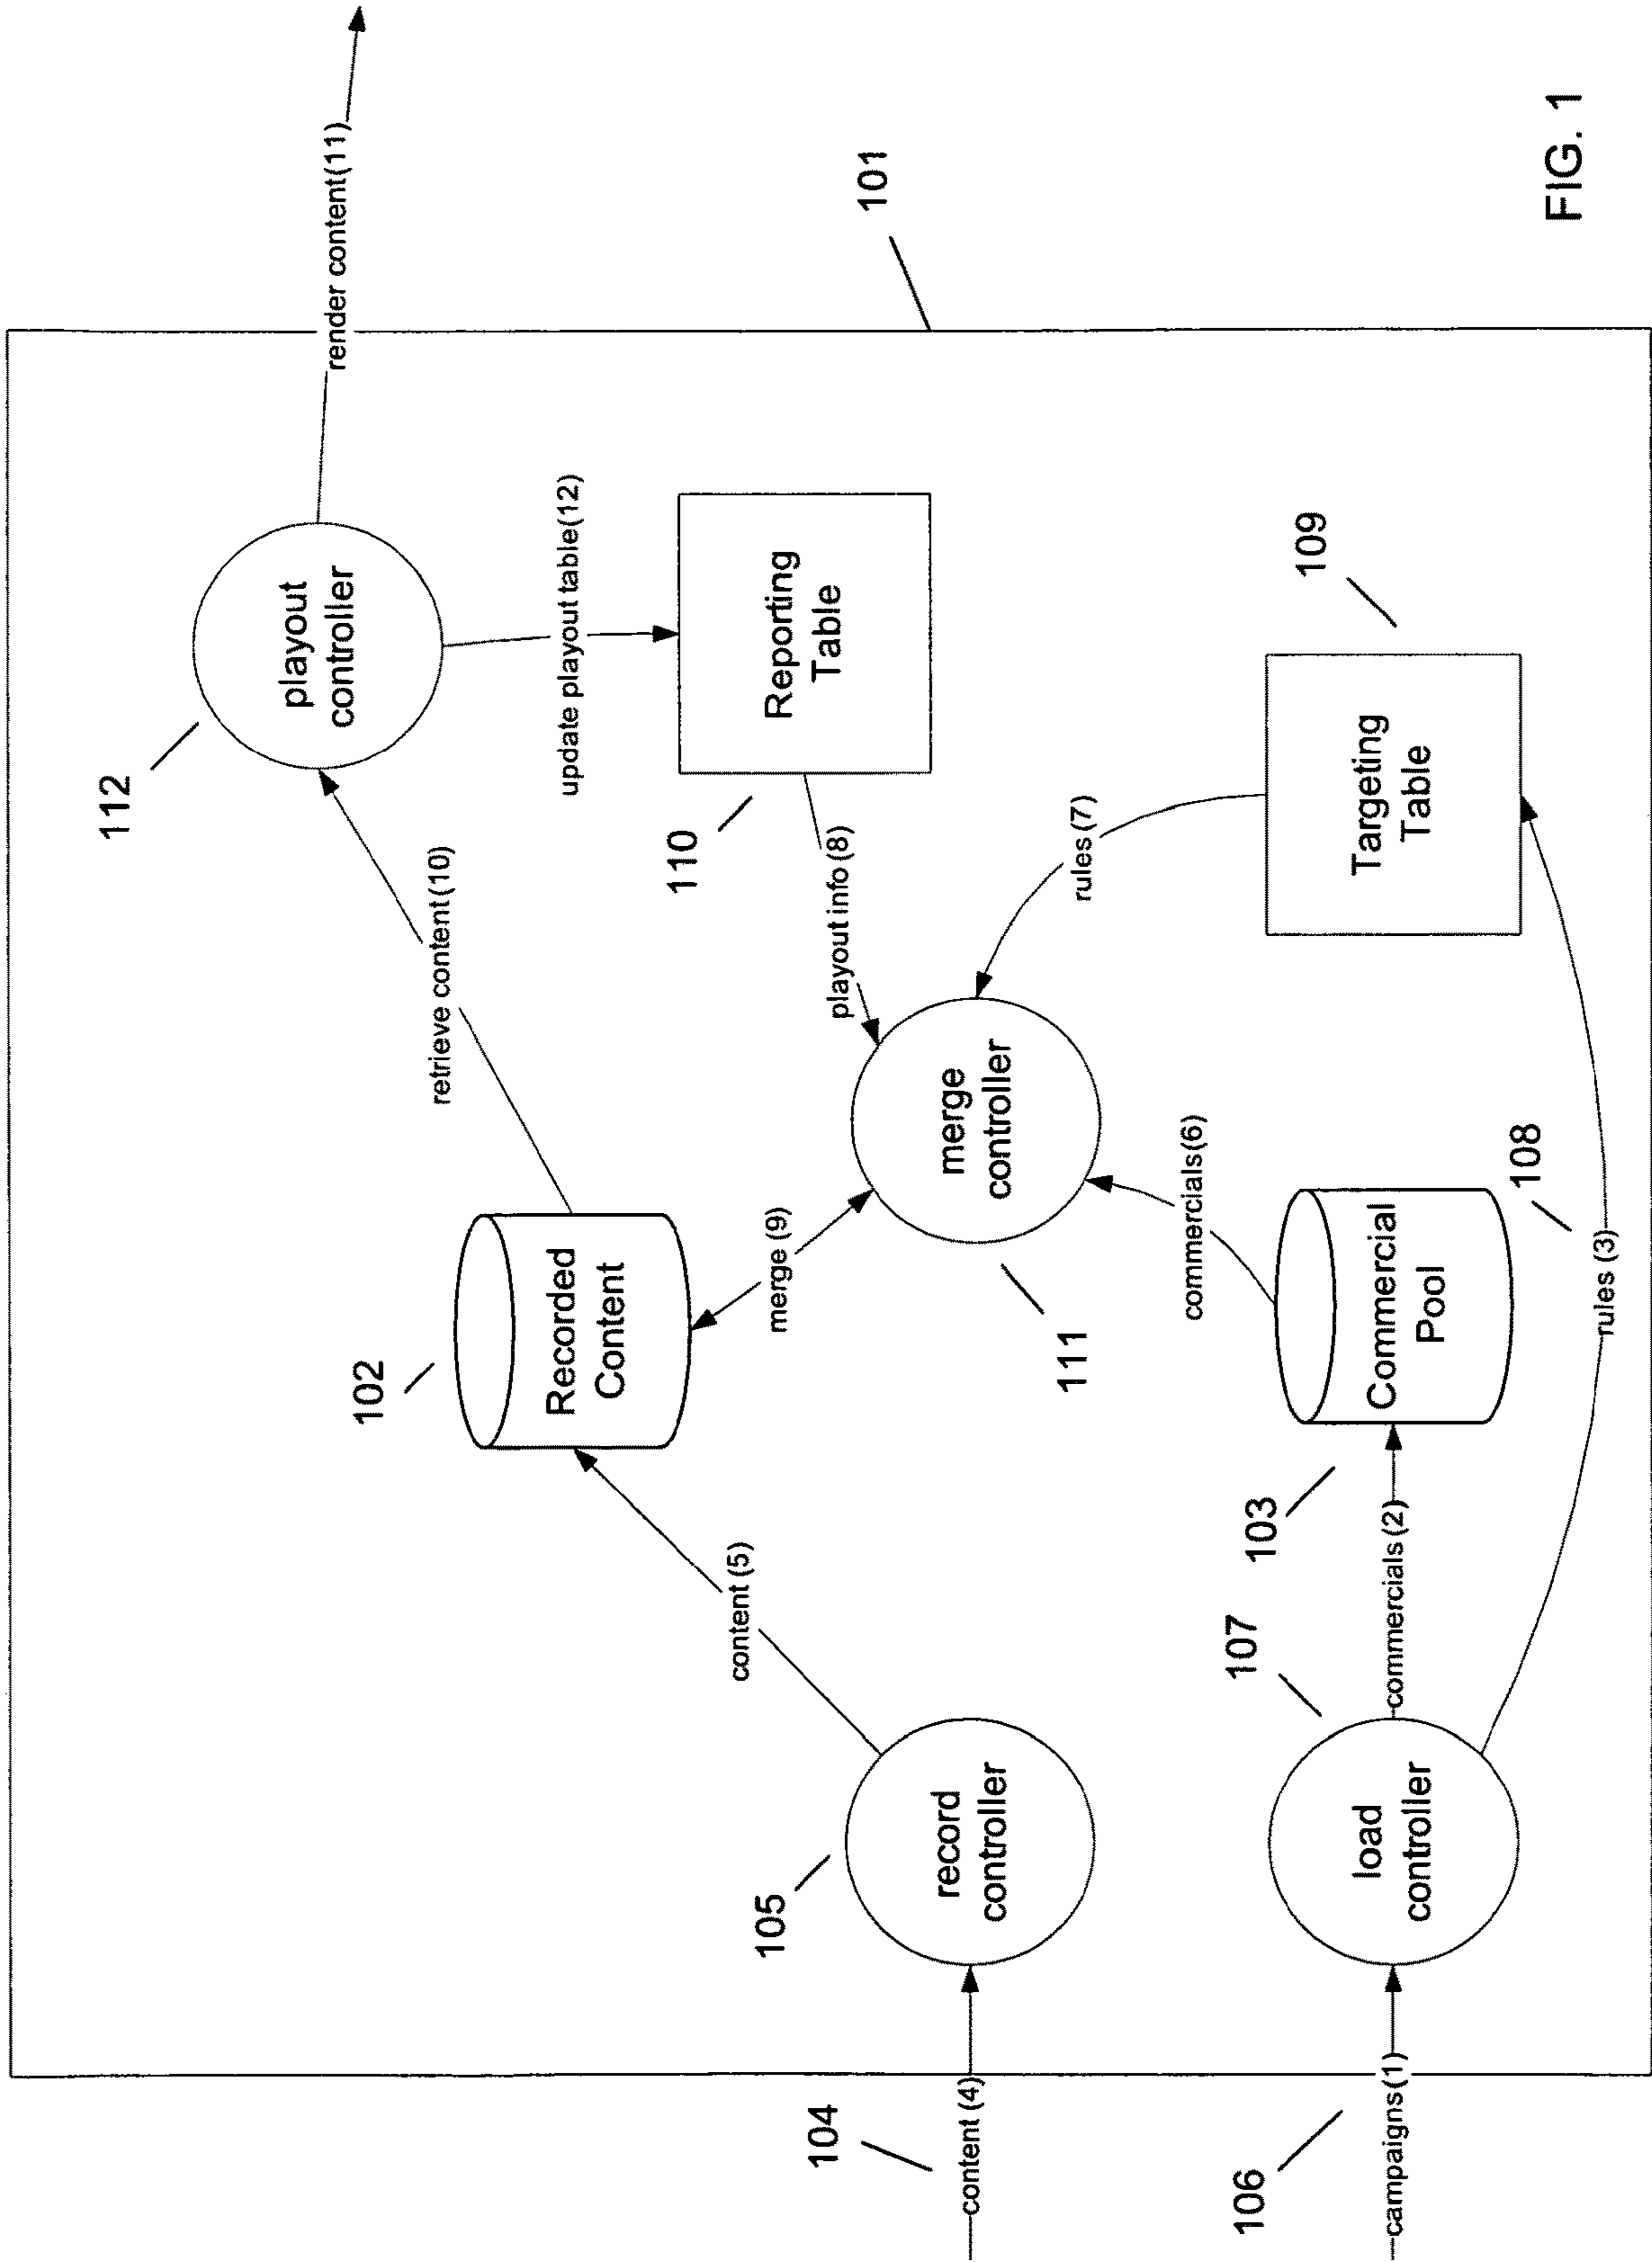 render content(11)
112
playout
controller
retrieve content(10)
update playout table(12)
101
102
Recorded
Content
110
Reporting
Table
playout info(8)
content(5)
merge(9)
rules(7)
109
104
content(4)
105
record
controller
111
merge
controller
Targeting
Table
commercials(6)
106
campaigns(1)
107
load
controller
commercials(2)
103
Commercial
Pool
108
rules (3)
FIG. 1